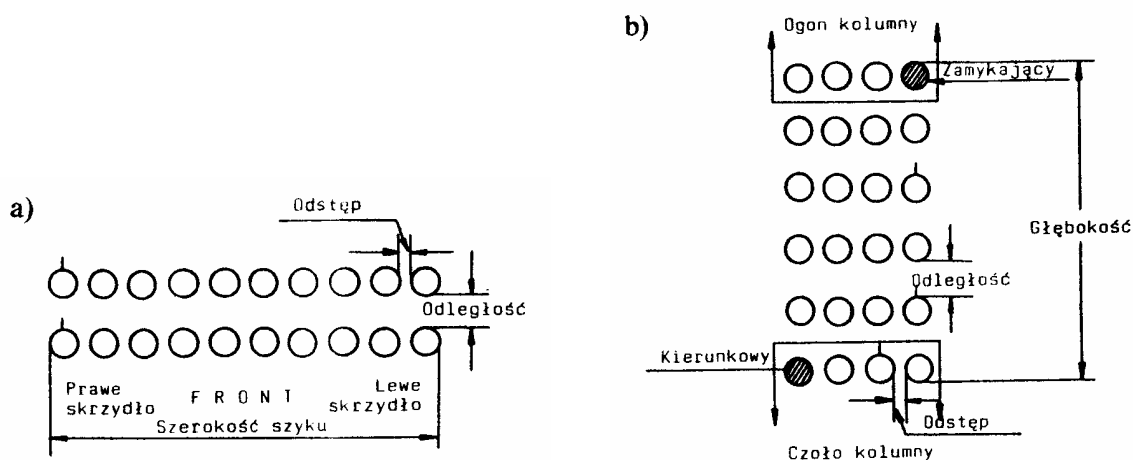 a)
Odstęp
Odległość
Prawe
skrzydło
F R O N T
Lewe
skrzydło
Szerokość szyku
b)
Ogon kolumny
Zamykający
Głębokość
Odległość
Kierunkowy
Odstęp
Czoło kolumny